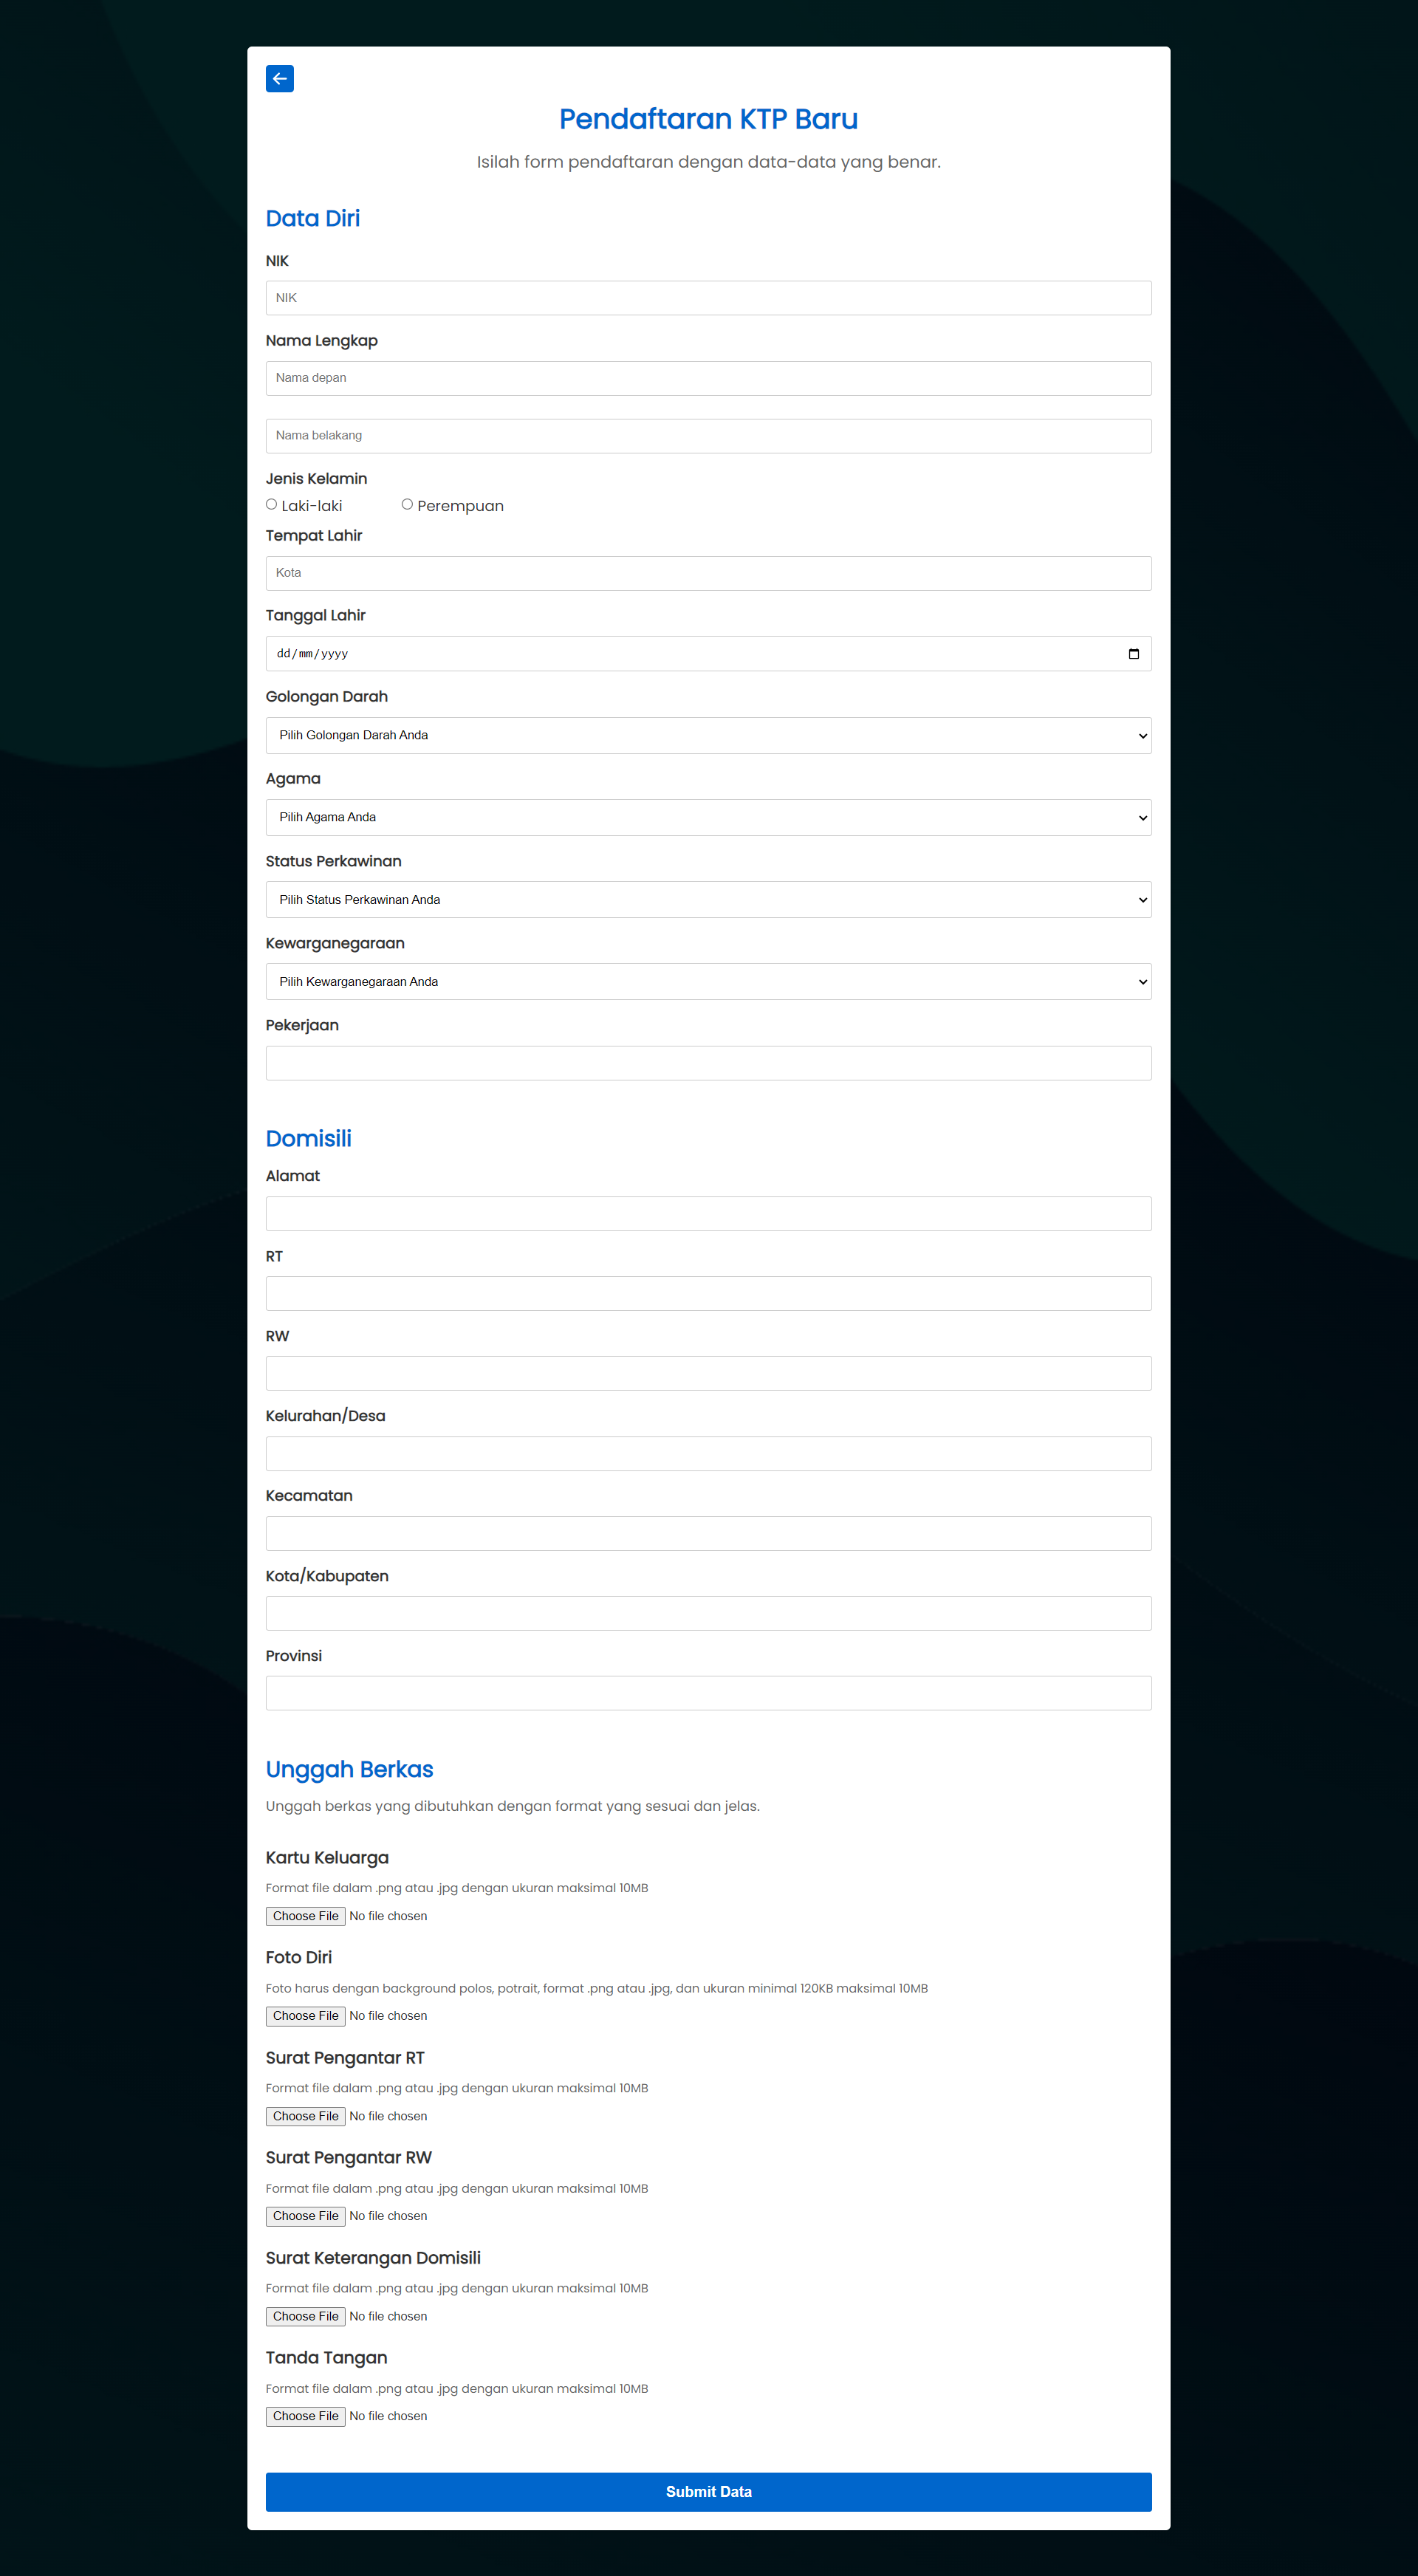 Pendaftaran KTP Baru
Isilah form pendaftaran dengan data-data yang benar.
Data Diri
NIK
NIK
Nama Lengkap
Nama depan
Nama belakang
Jenis Kelamin
Laki-laki Perempuan
Tempat Lahir
Kota
Tanggal Lahir
dd/mm/yyyy
Golongan Darah
Pilih Golongan Darah Anda
Agama
Pilih Agama Anda
Status Perkawinan
Pilih Status Perkawinan Anda
Kewarganegaraan
Pilih Kewarganegaraan Anda
Pekerjaan
Domisili
Alamat
RT
RW
Kelurahan/Desa
Kecamatan
Kota/Kabupaten
Provinsi
Unggah Berkas
Unggah berkas yang dibutuhkan dengan format yang sesuai dan jelas.
Kartu Keluarga
Format file dalam .png atau .jpg dengan ukuran maksimal 10MB
Choose File No file chosen
Foto Diri
Foto harus dengan background polos, potrait, format .png atau .jpg, dan ukuran minimal 120KB maksimal 10MB
Choose File No file chosen
Surat Pengantar RT
Format file dalam .png atau .jpg dengan ukuran maksimal 10MB
Choose File No file chosen
Surat Pengantar RW
Format file dalam .png atau .jpg dengan ukuran maksimal 10MB
Choose File No file chosen
Surat Keterangan Domisili
Format file dalam .png atau .jpg dengan ukuran maksimal 10MB
Choose File No file chosen
Tanda Tangan
Format file dalam .png atau .jpg dengan ukuran maksimal 10MB
Choose File No file chosen
Submit Data